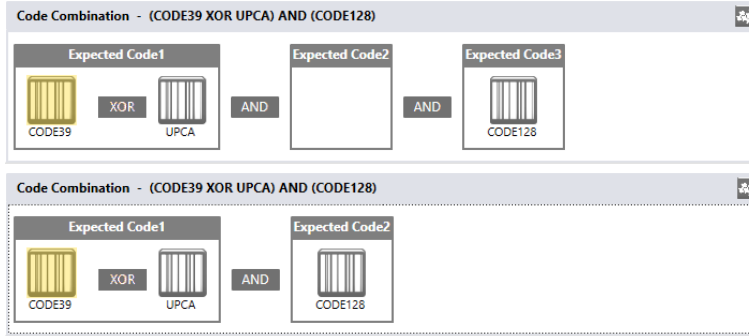 Code Combination - (CODE39 XOR UPCA) AND (CODE128)
Expected Code1 Expected Code2 Expected Code3
XOR AND AND
CODE39 UPCA CODE128
Code Combination - (CODE39 XOR UPCA) AND (CODE128)
Expected Code1 Expected Code2
XOR AND
CODE39 UPCA CODE128